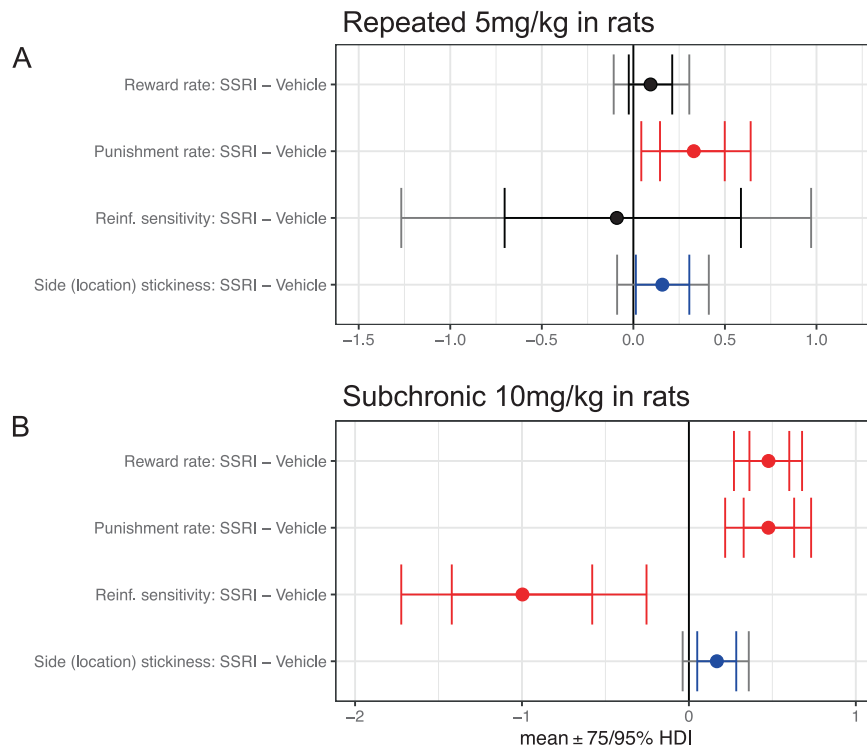 Repeated 5mg/kg in rats
A
Reward rate: SSRI – Vehicle
Punishment rate: SSRI – Vehicle
Reinf. sensitivity: SSRI – Vehicle
Side (location) stickiness: SSRI – Vehicle
−1.5 −1.0 −0.5 0.0 0.5 1.0
Subchronic 10mg/kg in rats
B
Reward rate: SSRI – Vehicle
Punishment rate: SSRI – Vehicle
Reinf. sensitivity: SSRI – Vehicle
Side (location) stickiness: SSRI – Vehicle
−2 −1 0 1
mean ± 75/95% HDI